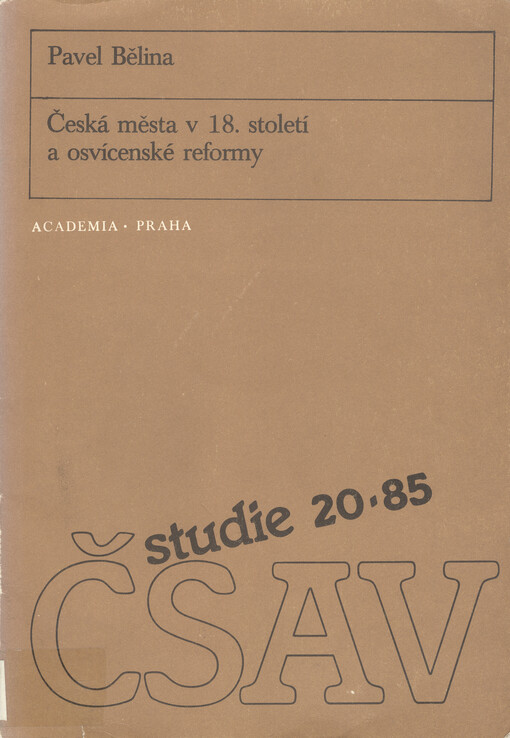 Pavel Bělina
Česká města v 18. století
a osvícenské reformy
ACADEMIA · PRAHA
studie 20·85
ČSAV